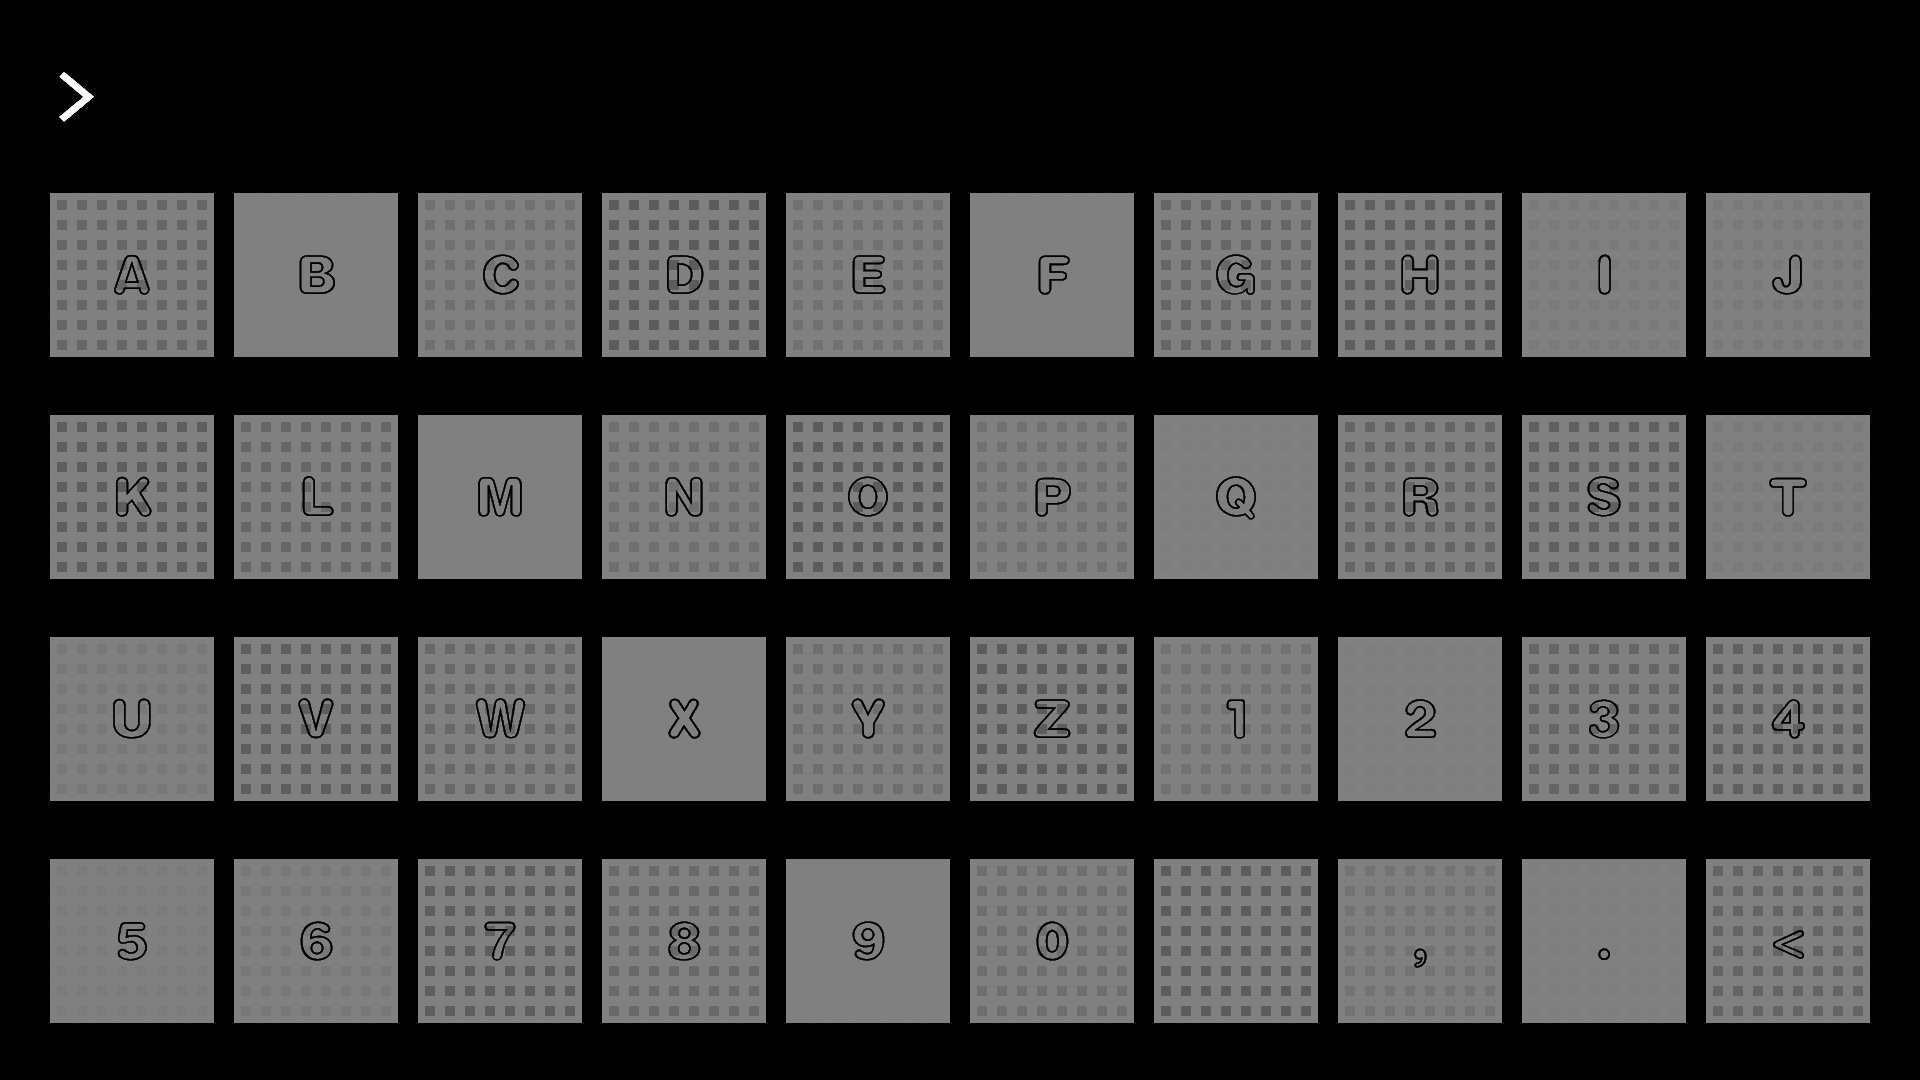 >
A B C D E F G H I J
K L M N O P Q R S T
U V W X Y Z 1 2 3 4
5 6 7 8 9 0 , . <